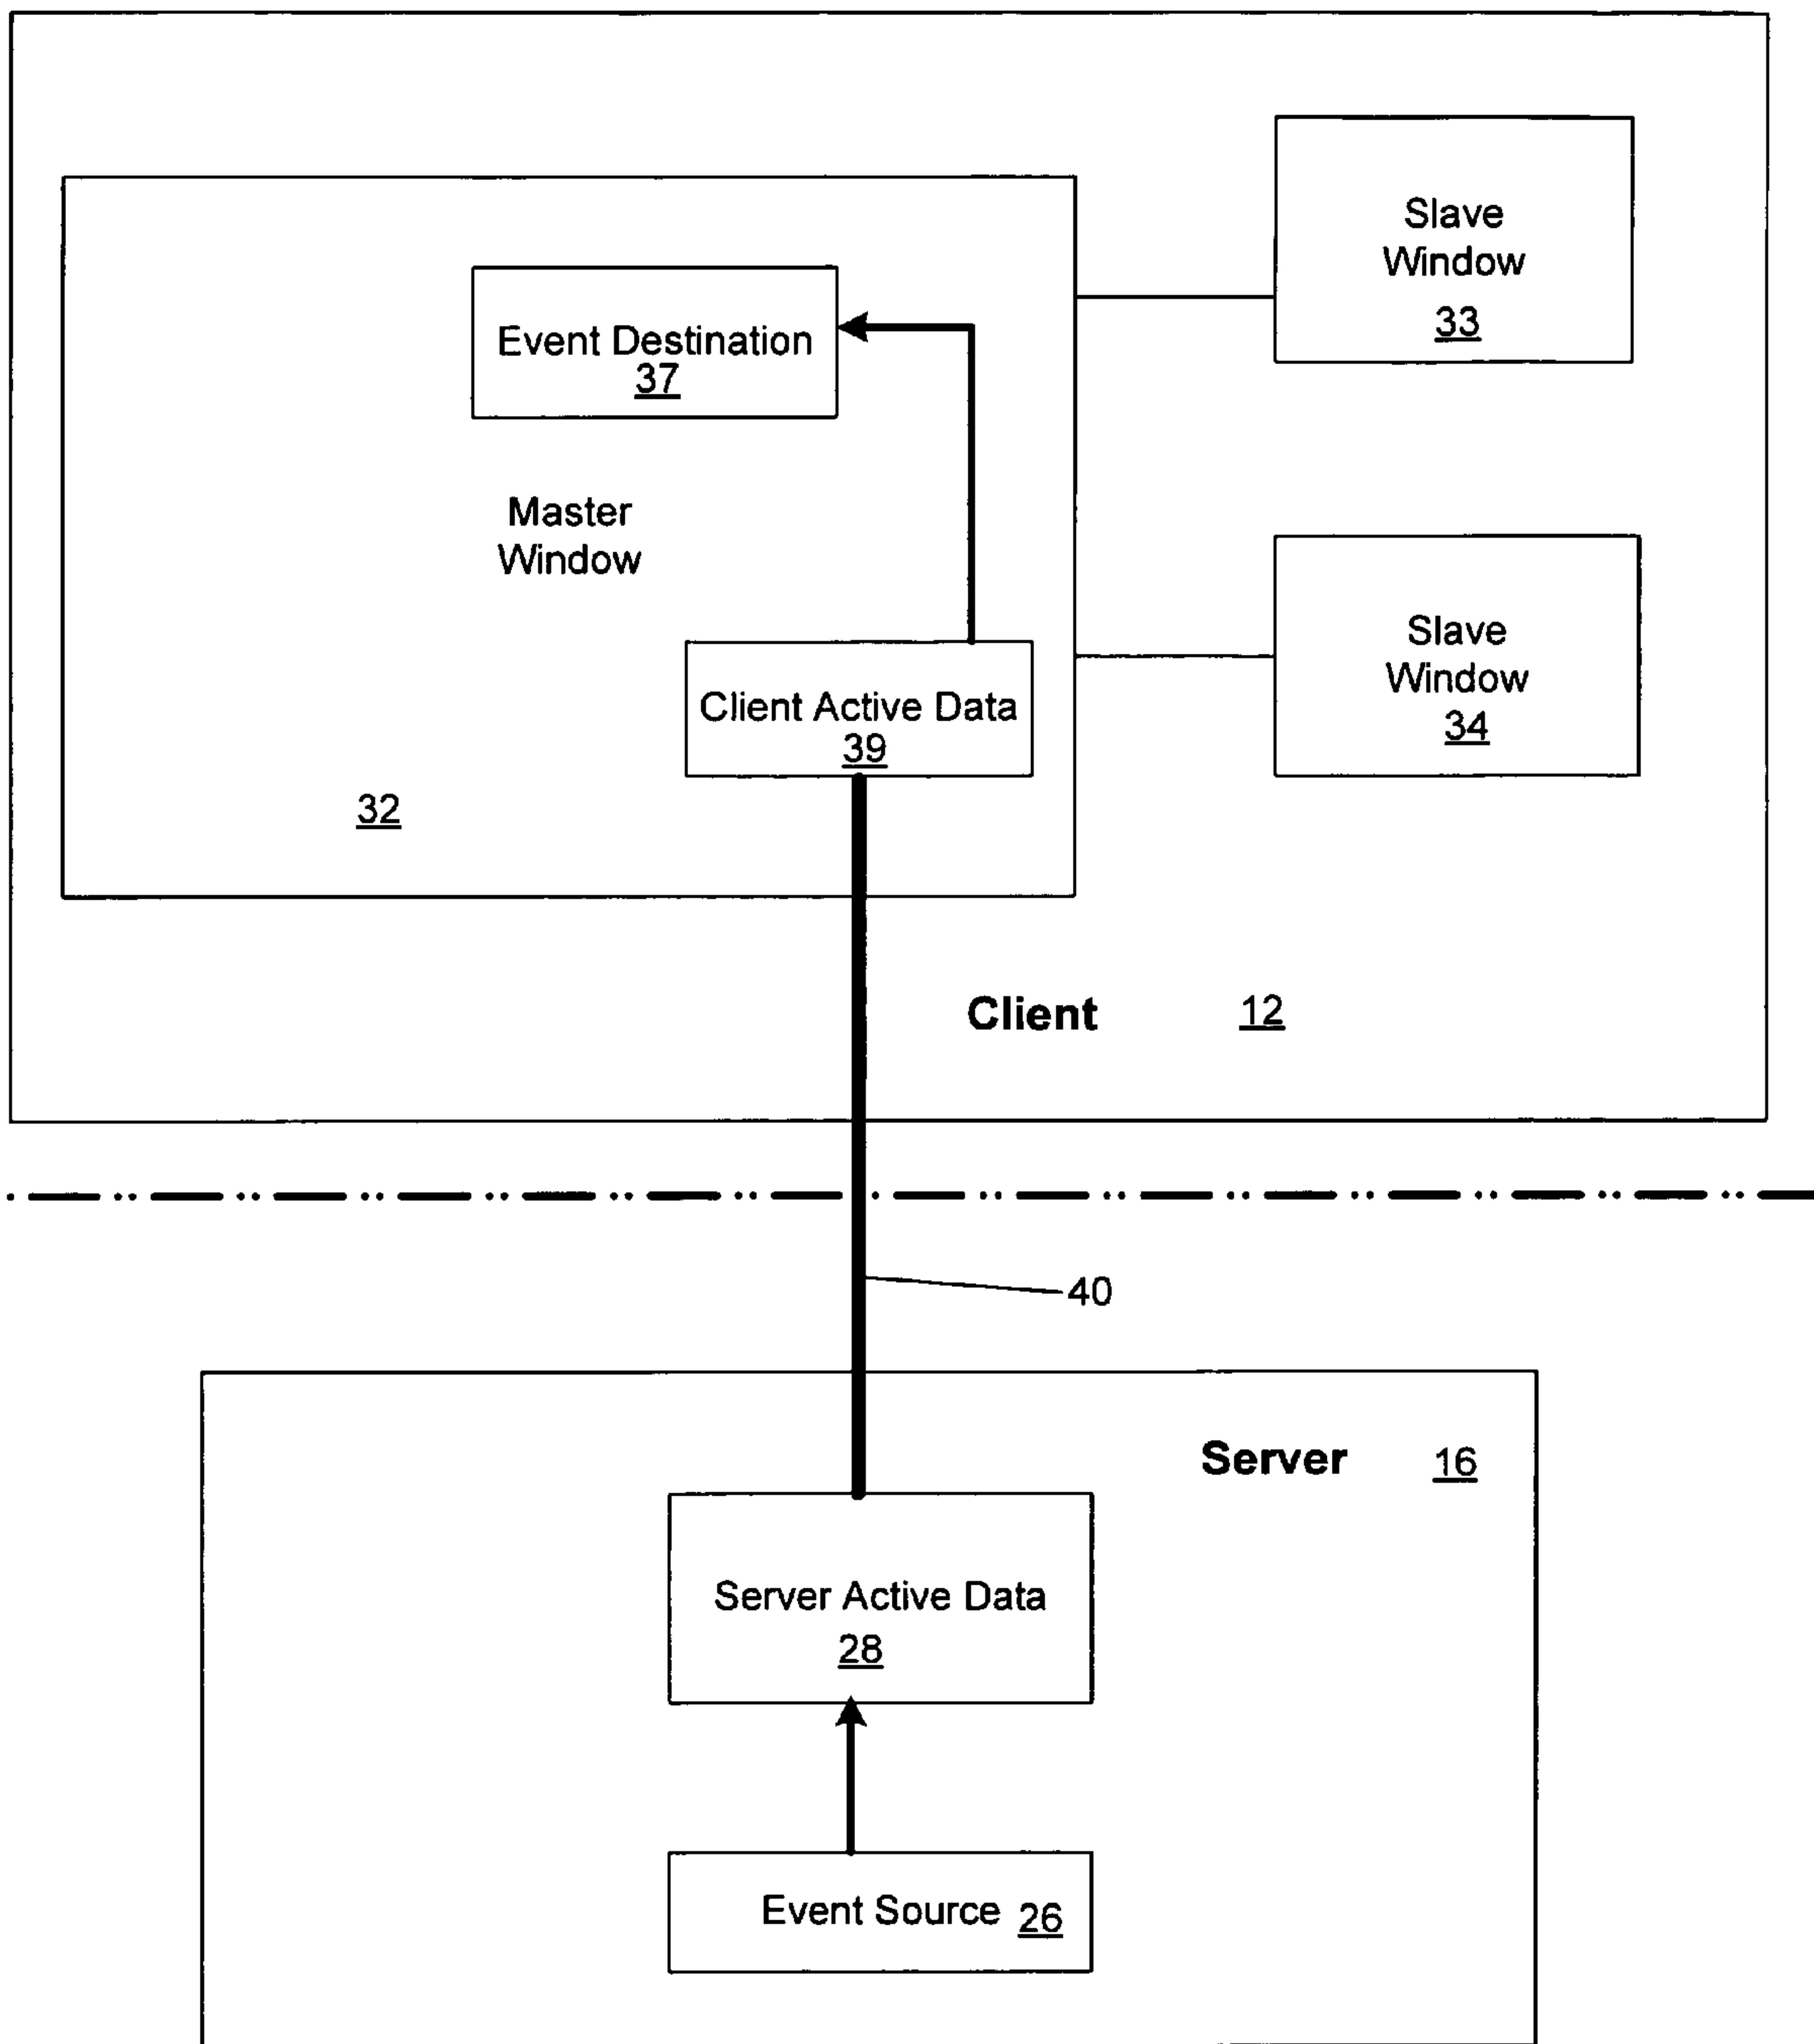 Slave
Window
33
Event Destination
37
Master
Window
Slave
Window
34
Client Active Data
39
32
Client 12
40
Server 16
Server Active Data
28
Event Source 26